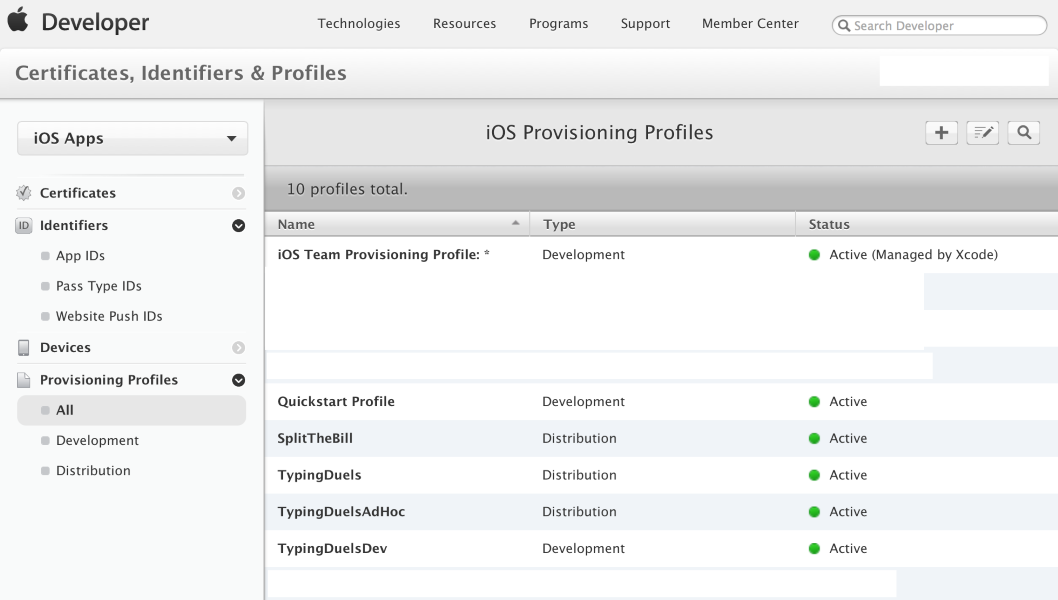 Developer
Technologies Resources Programs Support Member Center Search Developer
Certificates, Identifiers & Profiles
iOS Apps
Certificates
ID Identifiers
App IDs
Pass Type IDs
Website Push IDs
Devices
Provisioning Profiles
All
Development
Distribution
iOS Provisioning Profiles
10 profiles total.
Name Type Status
iOS Team Provisioning Profile: * Development Active (Managed by Xcode)
Quickstart Profile Development Active
SplitTheBill Distribution Active
TypingDuels Distribution Active
TypingDuelsAdHoc Distribution Active
TypingDuelsDev Development Active